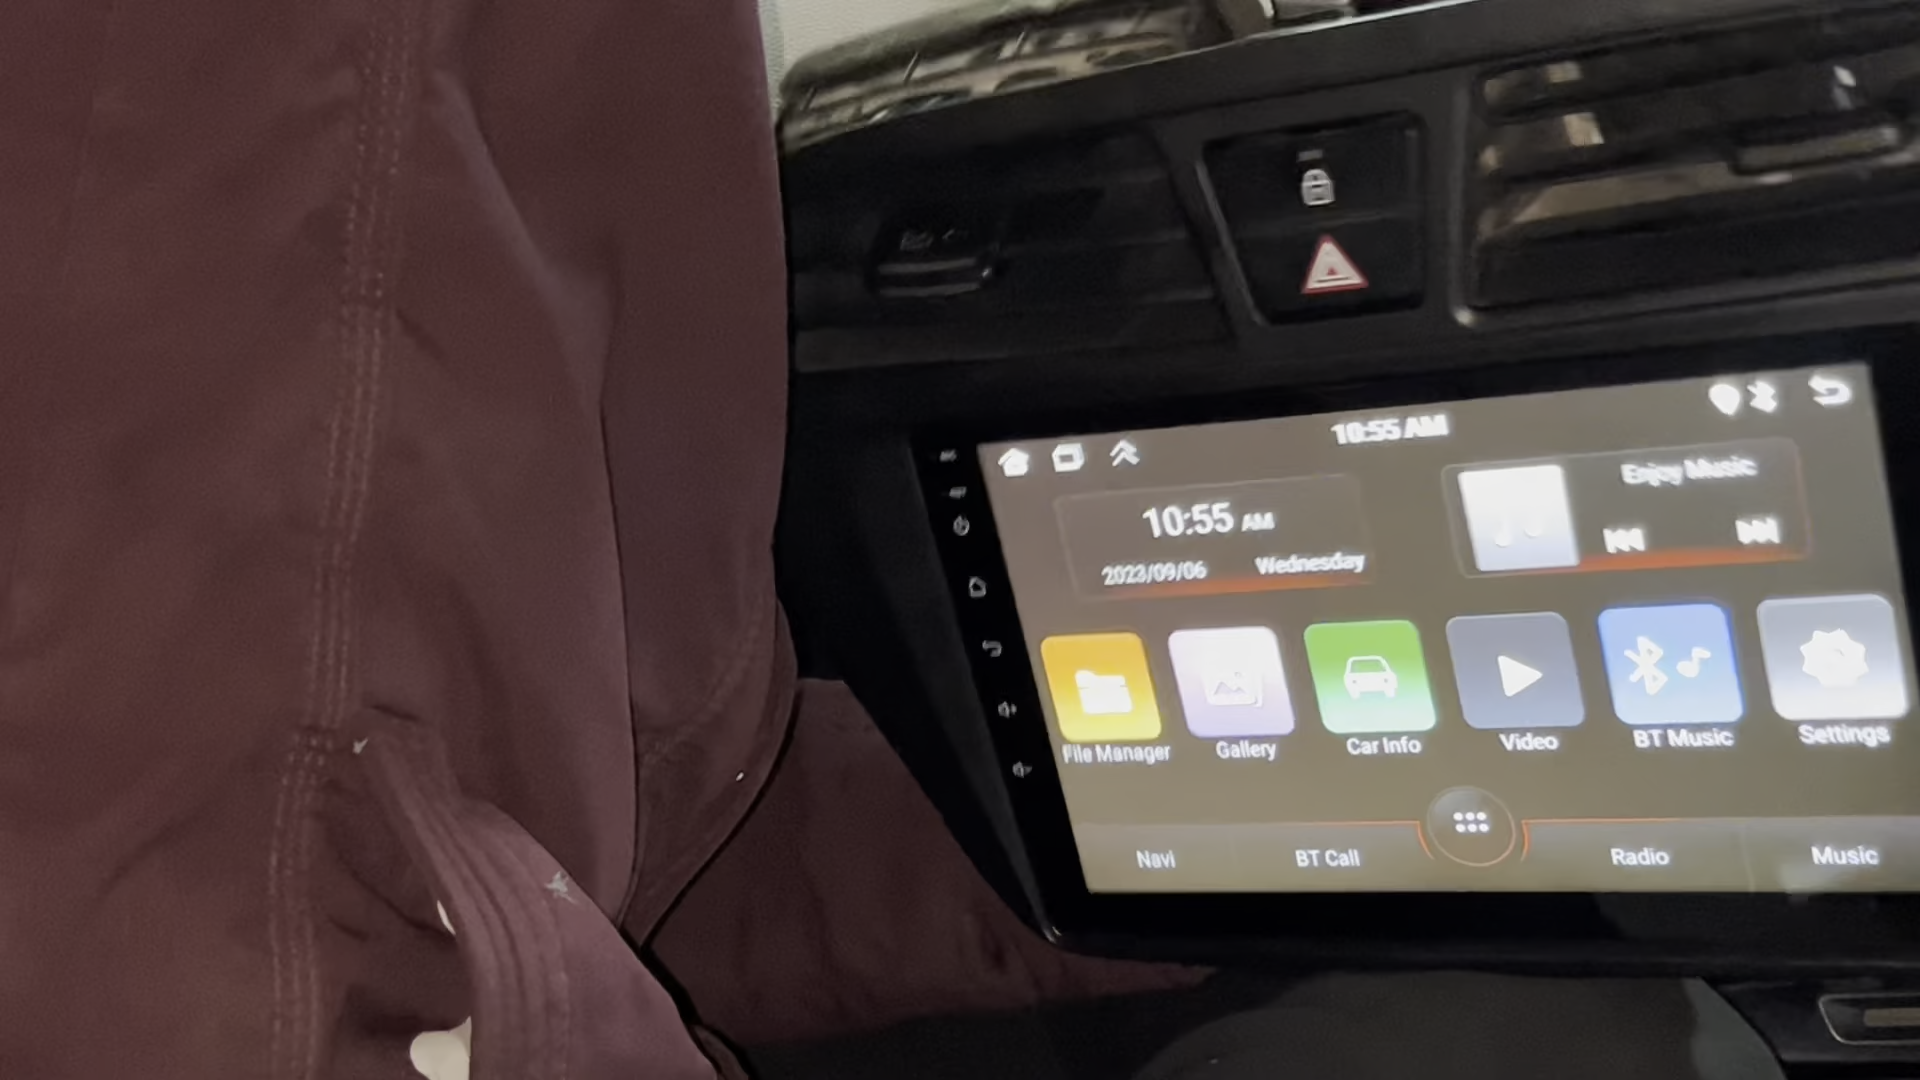 10:55 AM
10:55 AM
2023/09/06 Wednesday
Enjoy Music
File Manager
Gallery
Car Info
Video
BT Music
Settings
Navi
BT Call
Radio
Music